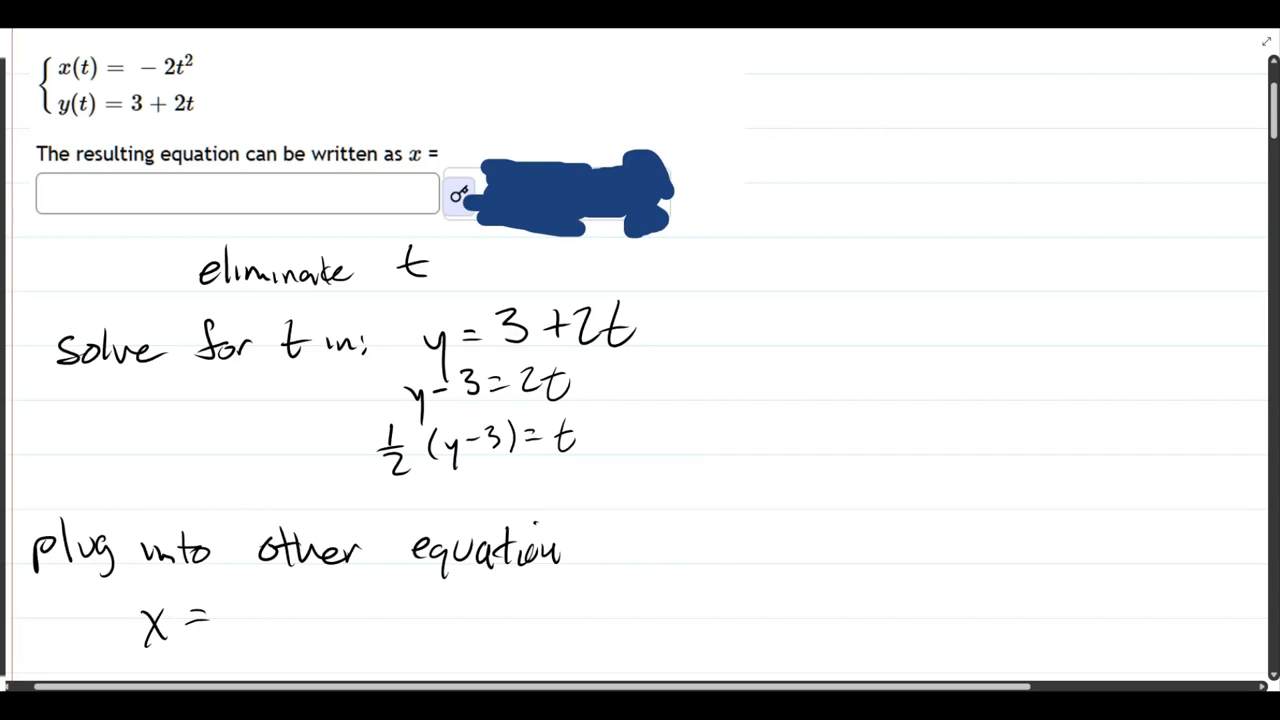 x(t) = − 2t²
y(t) = 3 + 2t
The resulting equation can be written as x =
eliminate t
solve for t in: y = 3 + 2t
y − 3 = 2t
1/2 (y − 3) = t
plug into other equation
x =